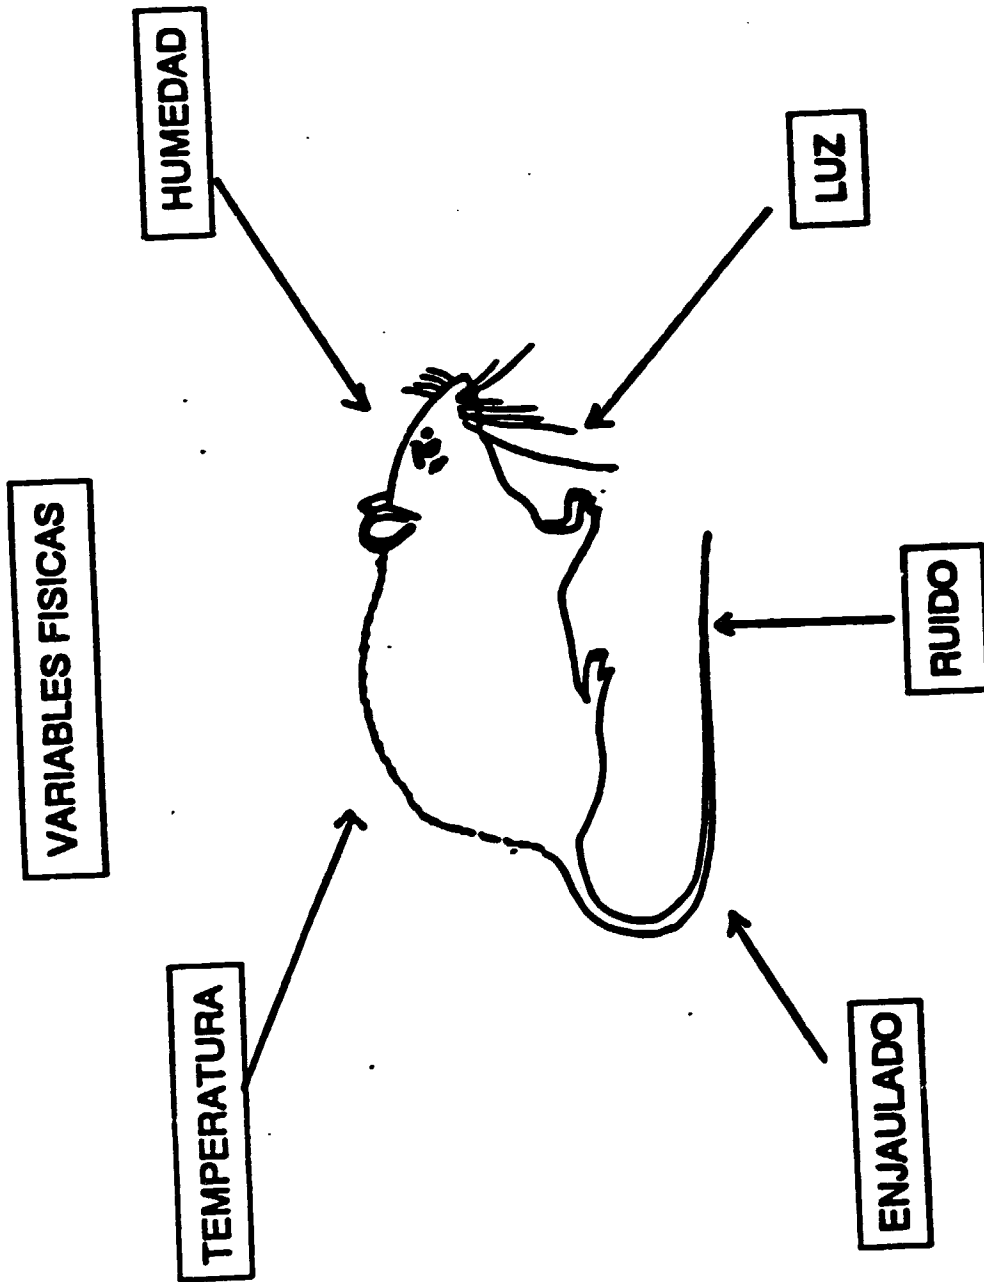 VARIABLES FISICAS
TEMPERATURA
HUMEDAD
ENJAULADO
RUIDO
LUZ